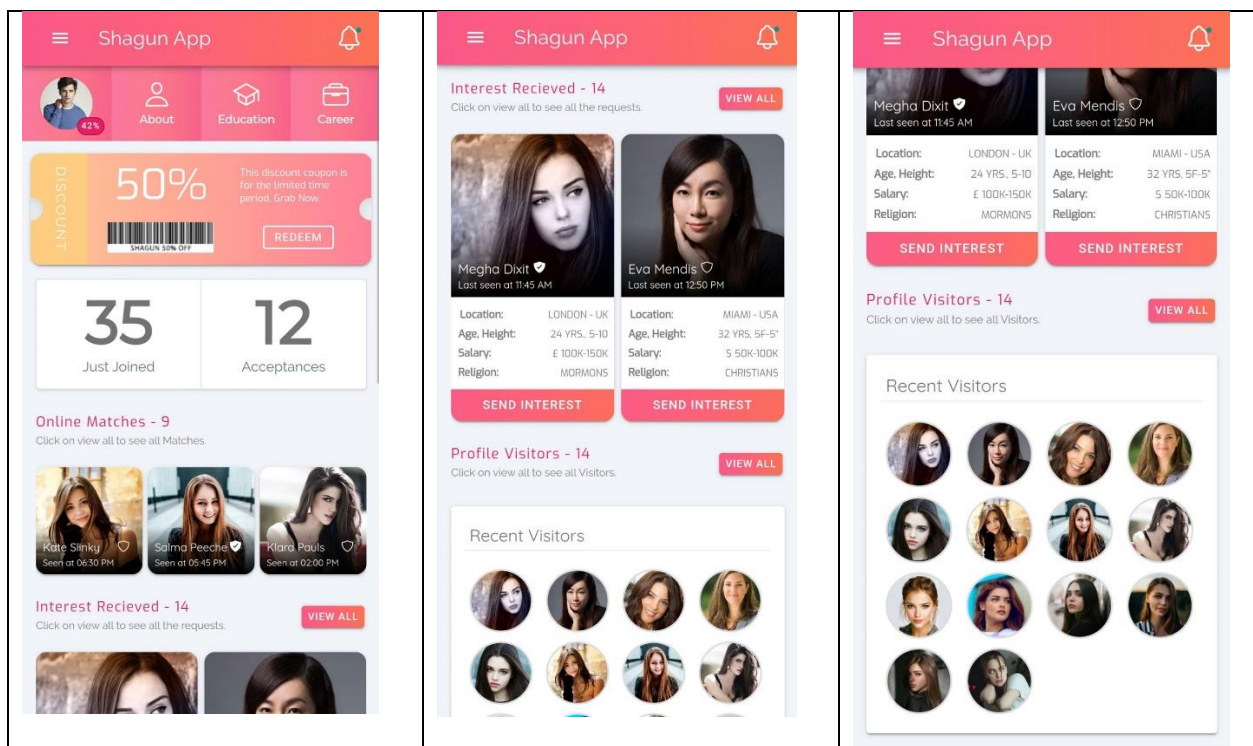 Shagun App
42%
About
Education
Career
DISCOUNT
50%
This discount coupon is
for the limited time
period, Grab Now.
SHAGUN 50% OFF
REDEEM
35
Just Joined
12
Acceptances
Online Matches - 9
Click on view all to see all Matches.
Kate Slinky
Seen at 06:30 PM
Salma Peeche
Seen at 05:45 PM
Klara Pauls
Seen at 02:00 PM
Interest Recieved - 14
Click on view all to see all the requests.
VIEW ALL
Shagun App
Interest Recieved - 14
Click on view all to see all the requests.
VIEW ALL
Megha Dixit
Last seen at 11:45 AM
Location: LONDON - UK
Age, Height: 24 YRS., 5-10
Salary: £ 100K-150K
Religion: MORMONS
SEND INTEREST
Eva Mendis
Last seen at 12:50 PM
Location: MIAMI - USA
Age, Height: 32 YRS, 5F-5"
Salary: $ 50K-100K
Religion: CHRISTIANS
SEND INTEREST
Profile Visitors - 14
Click on view all to see all Visitors.
VIEW ALL
Recent Visitors
Shagun App
Megha Dixit
Last seen at 11:45 AM
Location: LONDON - UK
Age, Height: 24 YRS., 5-10
Salary: £ 100K-150K
Religion: MORMONS
SEND INTEREST
Eva Mendis
Last seen at 12:50 PM
Location: MIAMI - USA
Age, Height: 32 YRS, 5F-5"
Salary: $ 50K-100K
Religion: CHRISTIANS
SEND INTEREST
Profile Visitors - 14
Click on view all to see all Visitors.
VIEW ALL
Recent Visitors